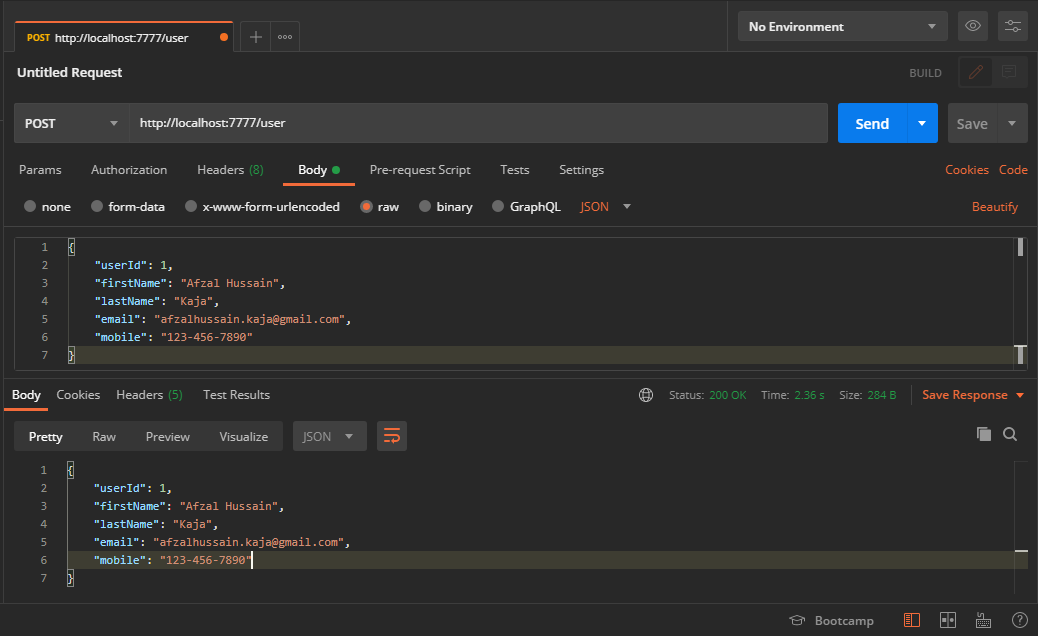 POST http://localhost:7777/user
No Environment
Untitled Request
BUILD
POST http://localhost:7777/user Send Save
Params Authorization Headers (8) Body Pre-request Script Tests Settings Cookies Code
none form-data x-www-form-urlencoded raw binary GraphQL JSON Beautify
1 {
2 "userId": 1,
3 "firstName": "Afzal Hussain",
4 "lastName": "Kaja",
5 "email": "afzalhussain.kaja@gmail.com",
6 "mobile": "123-456-7890"
7 }
Body Cookies Headers (5) Test Results Status: 200 OK Time: 2.36 s Size: 284 B Save Response
Pretty Raw Preview Visualize JSON
1 {
2 "userId": 1,
3 "firstName": "Afzal Hussain",
4 "lastName": "Kaja",
5 "email": "afzalhussain.kaja@gmail.com",
6 "mobile": "123-456-7890"
7 }
Bootcamp